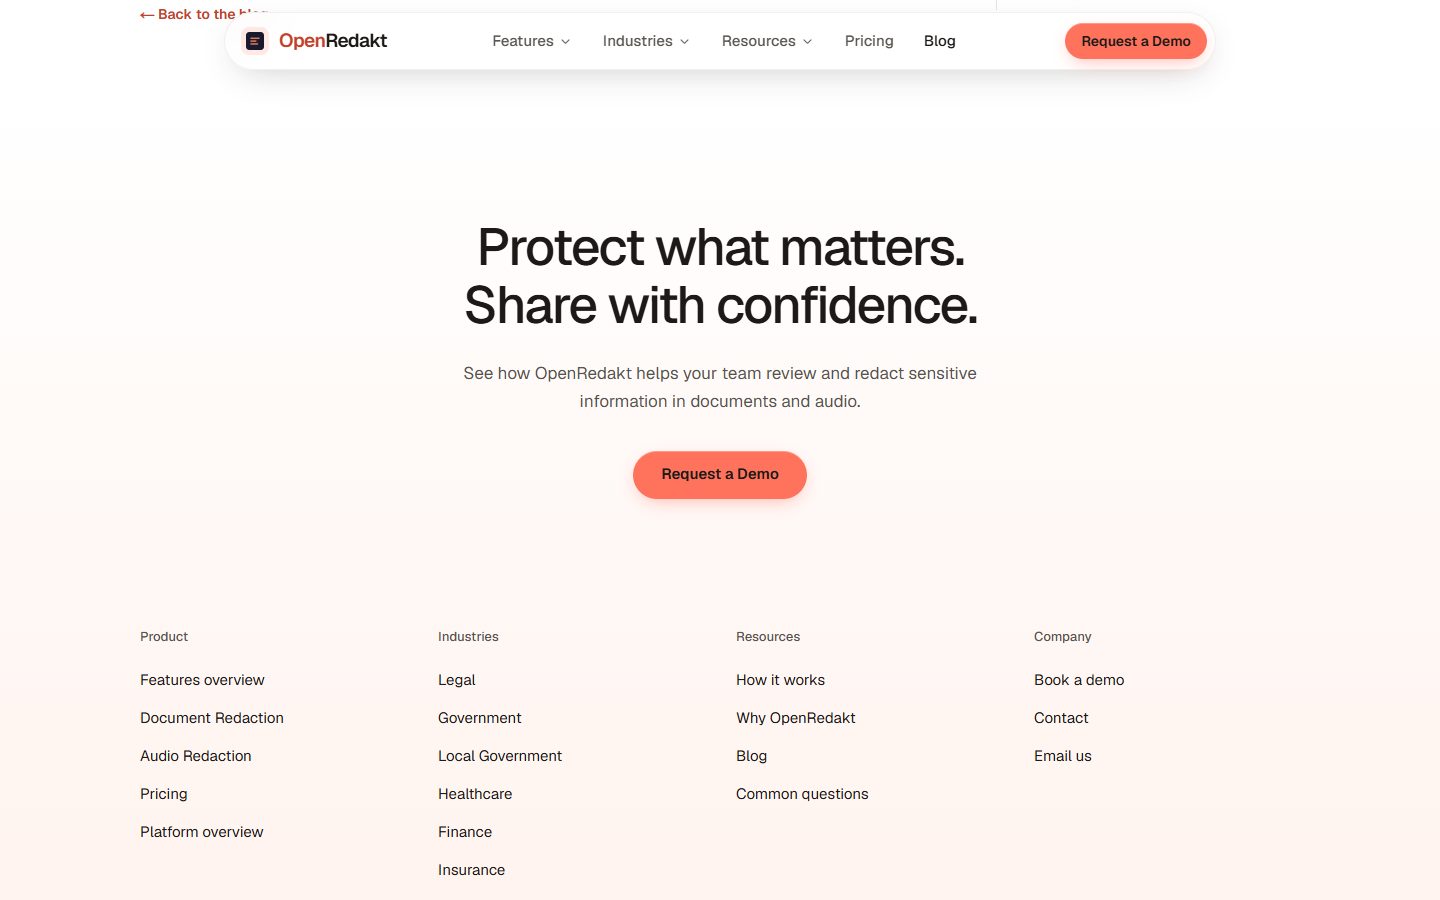 ← Back to the blog
OpenRedakt
Features
Industries
Resources
Pricing
Blog
Request a Demo
Protect what matters.
Share with confidence.
See how OpenRedakt helps your team review and redact sensitive
information in documents and audio.
Request a Demo
Product
Features overview
Document Redaction
Audio Redaction
Pricing
Platform overview
Industries
Legal
Government
Local Government
Healthcare
Finance
Insurance
Resources
How it works
Why OpenRedakt
Blog
Common questions
Company
Book a demo
Contact
Email us